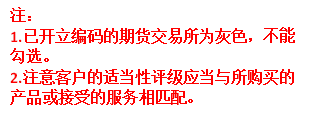 注：
1.已开立编码的期货交易所为灰色，不能
勾选。
2.注意客户的适当性评级应当与所购买的
产品或接受的服务相匹配。